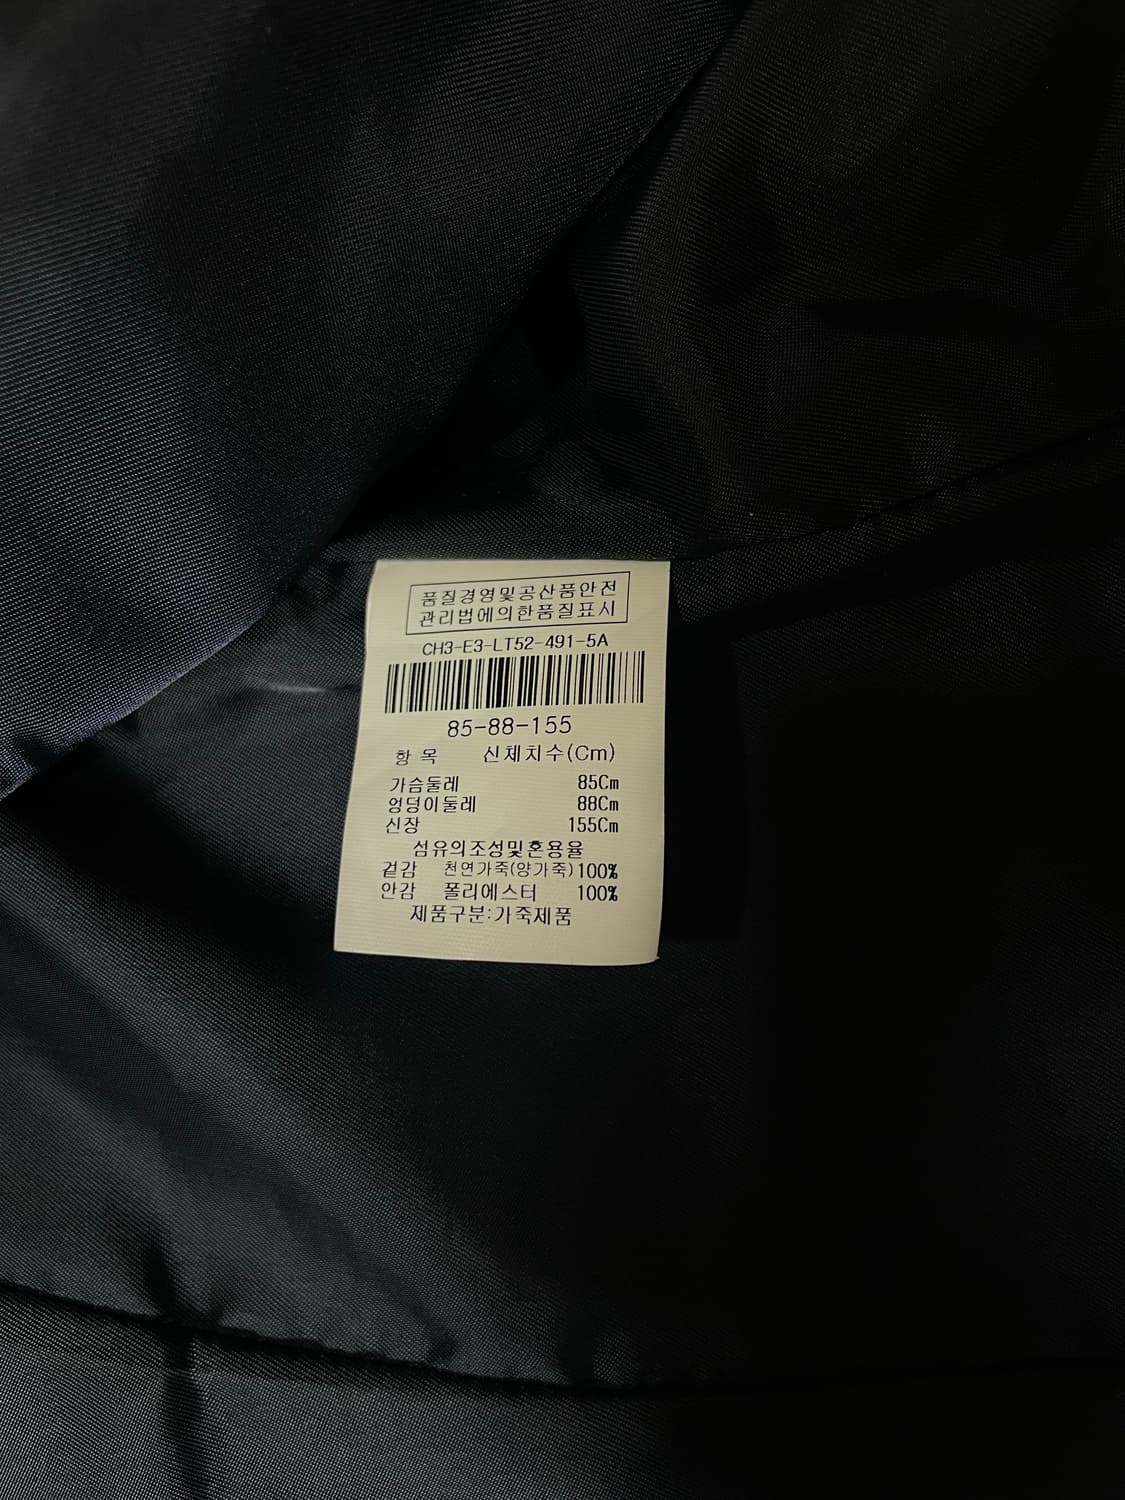 품질경영및공산품안전
관리법에의한품질표시
CH3-E3-LT52-491-5A
85-88-155
항 목 신체치수(Cm)
가슴둘레 85Cm
엉덩이둘레 88Cm
신장 155Cm
섬유의조성및혼용율
겉감 천연가죽(양가죽)100%
안감 폴리에스터 100%
제품구분:가죽제품